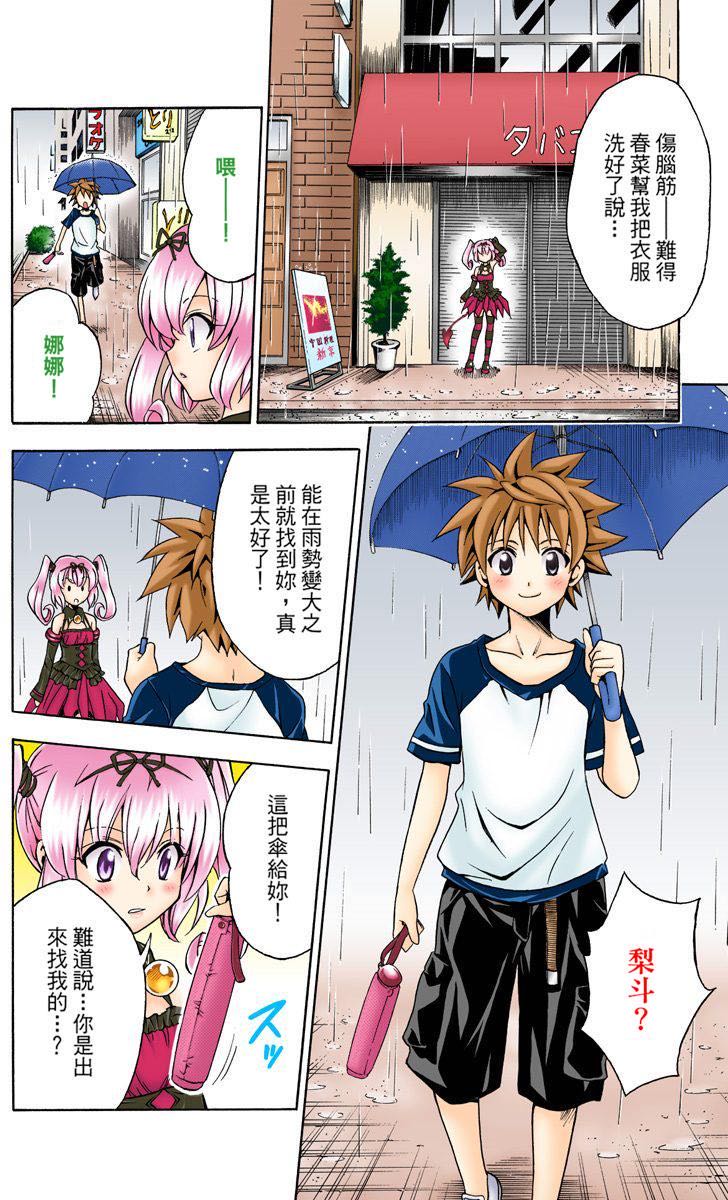 傷腦筋──難得
春菜幫我把衣服
洗好了說…
タバコ
喂──！
娜娜！
梨斗？
能在雨勢變大之
前就找到妳，真
是太好了！
這把傘給妳！
難道說…你是出
來找我的…？
スッ